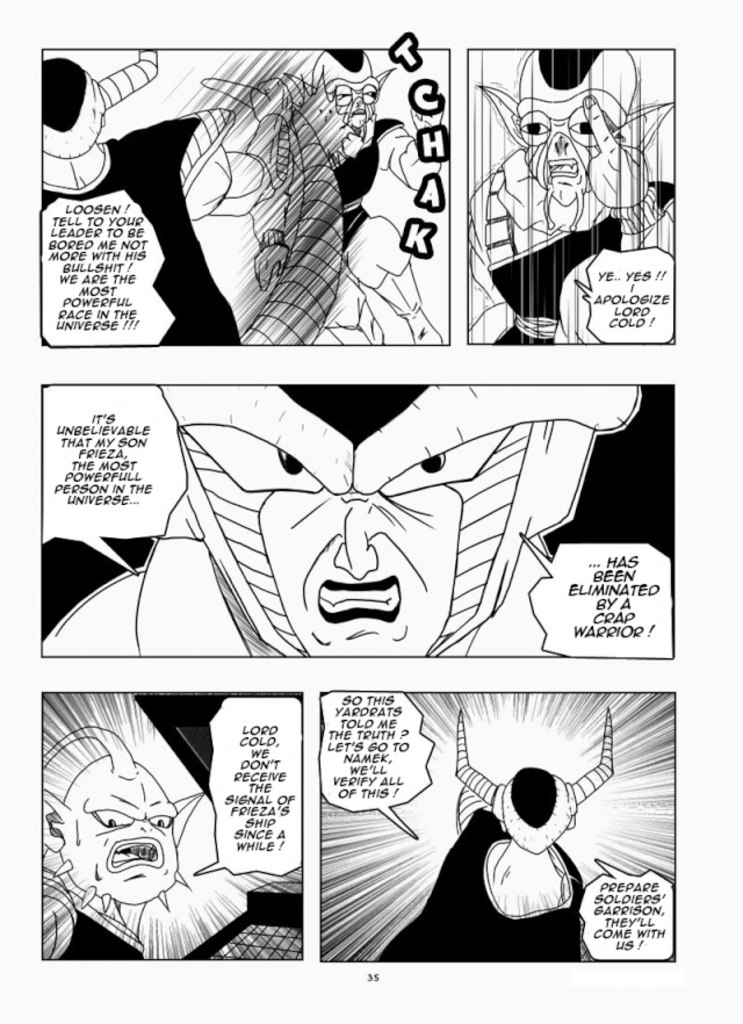 TCHAK
LOOSEN !
TELL TO YOUR
LEADER TO BE
BORED ME NOT
MORE WITH HIS
BULLSHIT !
WE ARE THE
MOST
POWERFUL
RACE IN THE
UNIVERSE !!!
YE.. YES !!
I
APOLOGIZE
LORD
COLD !
IT'S
UNBELIEVABLE
THAT MY SON
FRIEZA,
THE MOST
POWERFULL
PERSON IN THE
UNIVERSE...
... HAS
BEEN
ELIMINATED
BY A
CRAP
WARRIOR !
LORD
COLD,
WE
DON'T
RECEIVE
THE
SIGNAL OF
FRIEZA'S
SHIP
SINCE A
WHILE !
SO THIS
YARDRATS
TOLD ME
THE TRUTH ?
LET'S GO TO
NAMEK,
WE'LL
VERIFY ALL
OF THIS !
PREPARE
SOLDIERS'
GARRISON,
THEY'LL
COME WITH
US !
35